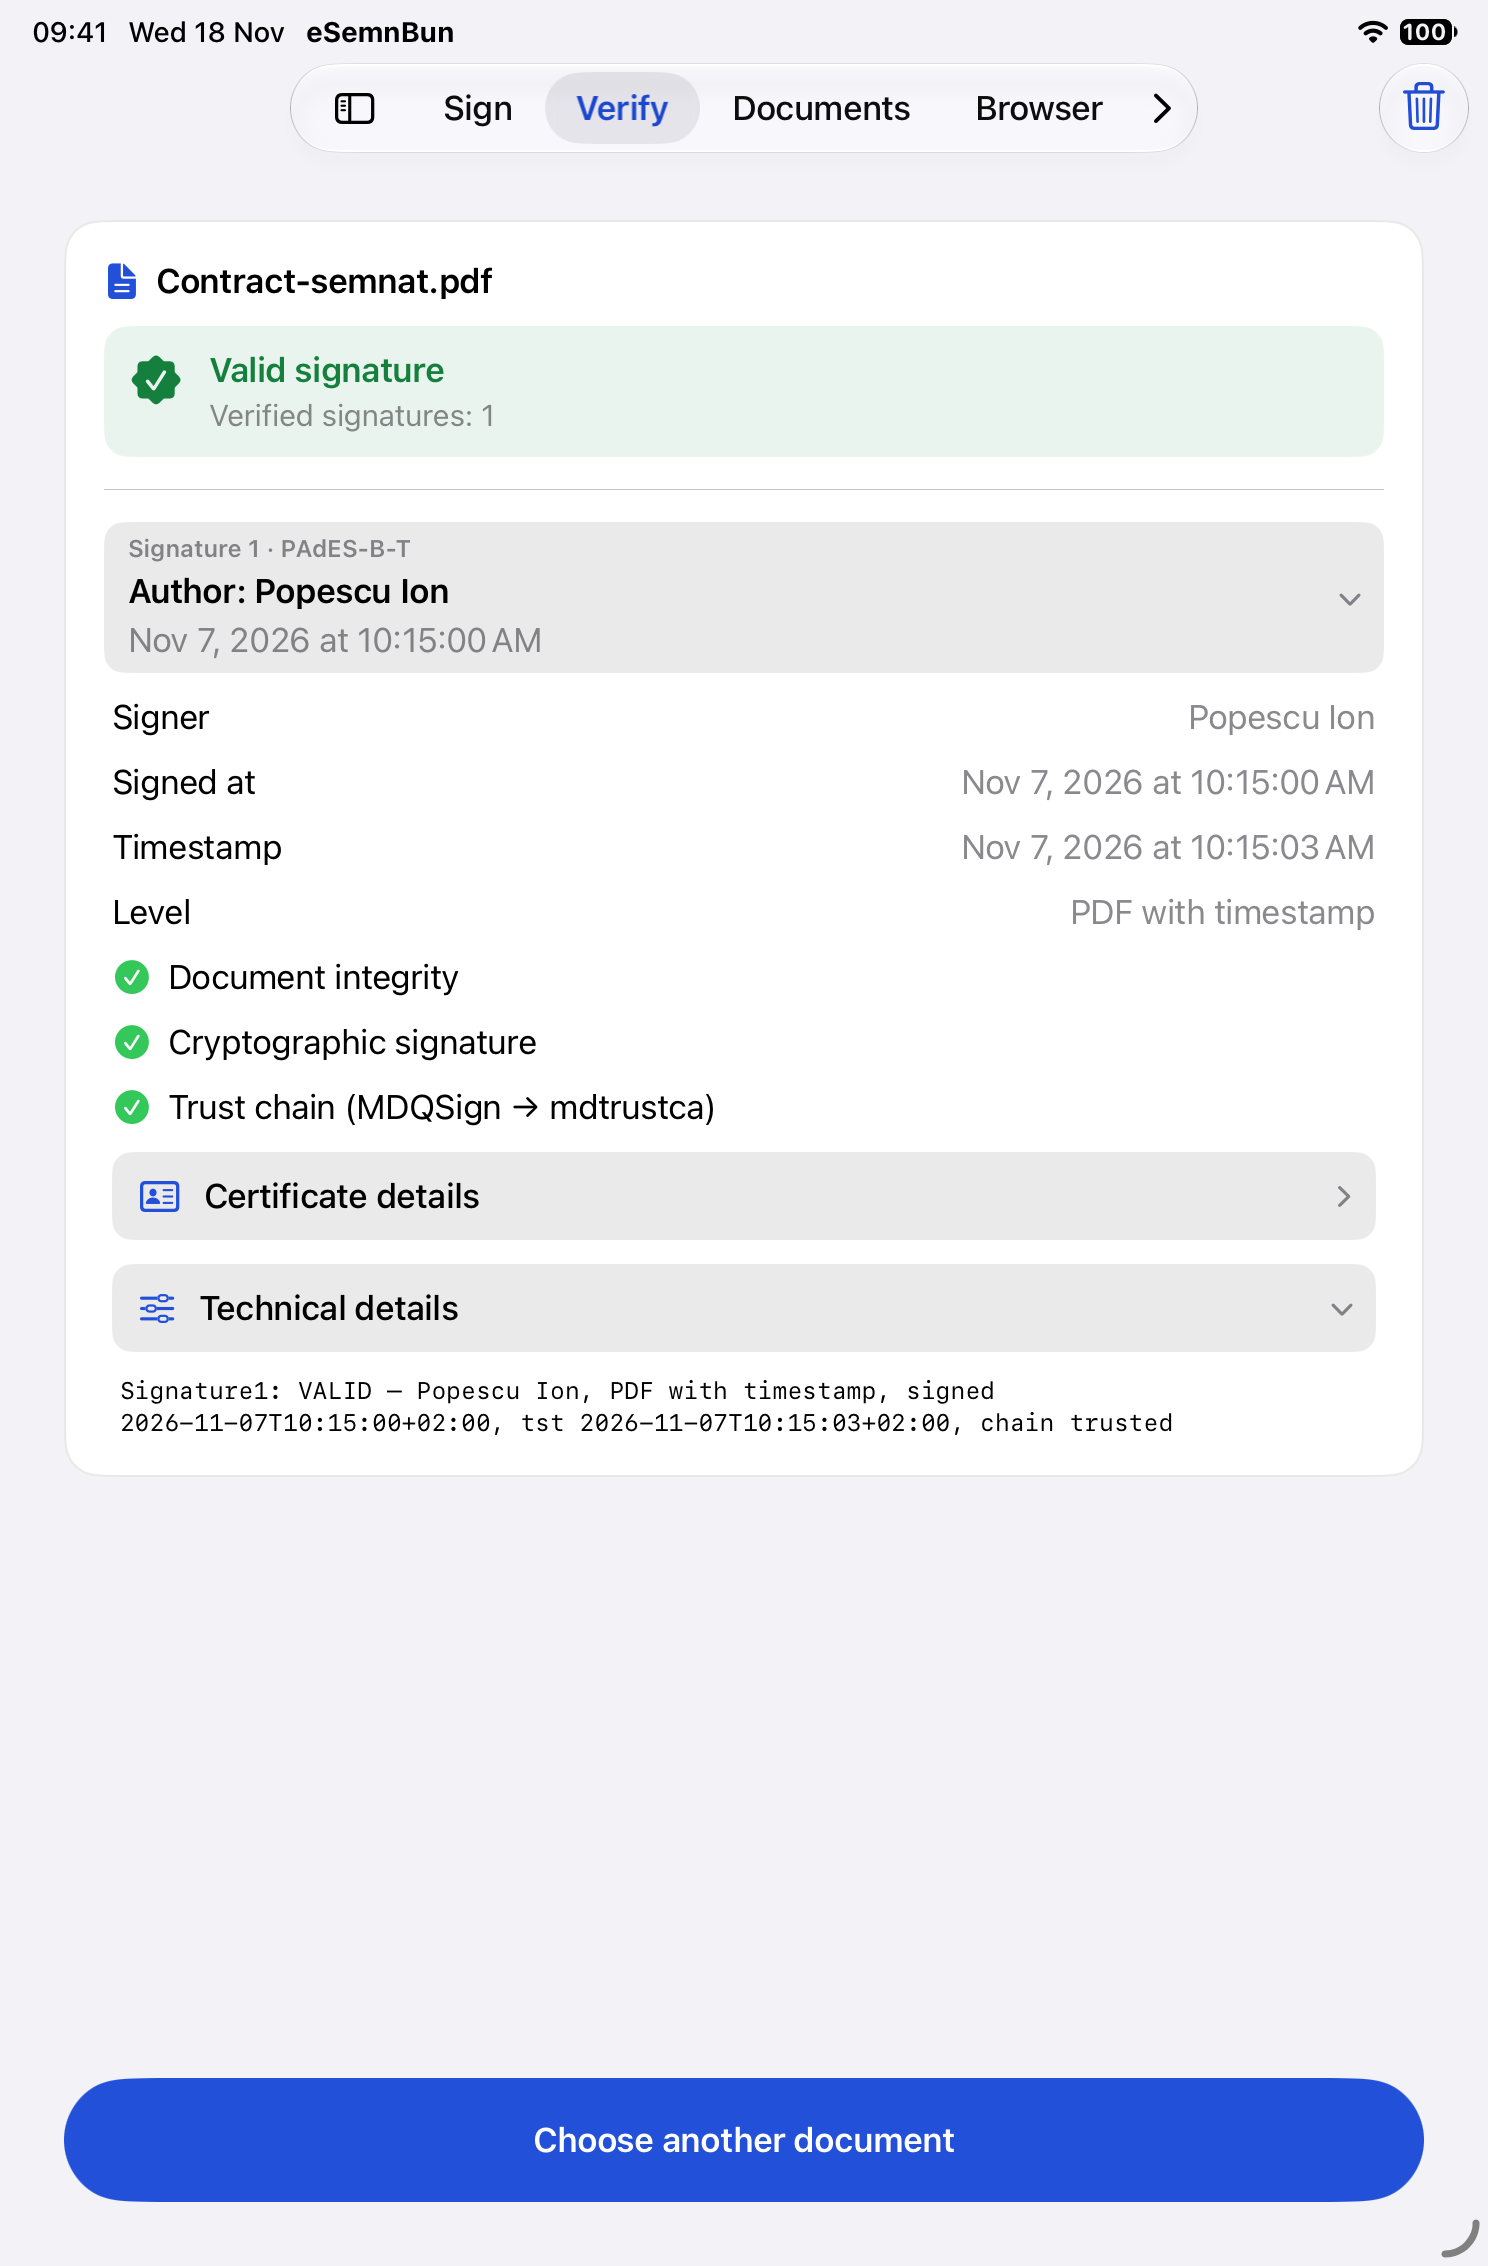 09:41 Wed 18 Nov eSemnBun 100
Sign Verify Documents Browser
Contract-semnat.pdf
Valid signature
Verified signatures: 1
Signature 1 · PAdES-B-T
Author: Popescu Ion
Nov 7, 2026 at 10:15:00 AM
Signer Popescu Ion
Signed at Nov 7, 2026 at 10:15:00 AM
Timestamp Nov 7, 2026 at 10:15:03 AM
Level PDF with timestamp
Document integrity
Cryptographic signature
Trust chain (MDQSign → mdtrustca)
Certificate details
Technical details
Signature1: VALID — Popescu Ion, PDF with timestamp, signed
2026-11-07T10:15:00+02:00, tst 2026-11-07T10:15:03+02:00, chain trusted
Choose another document